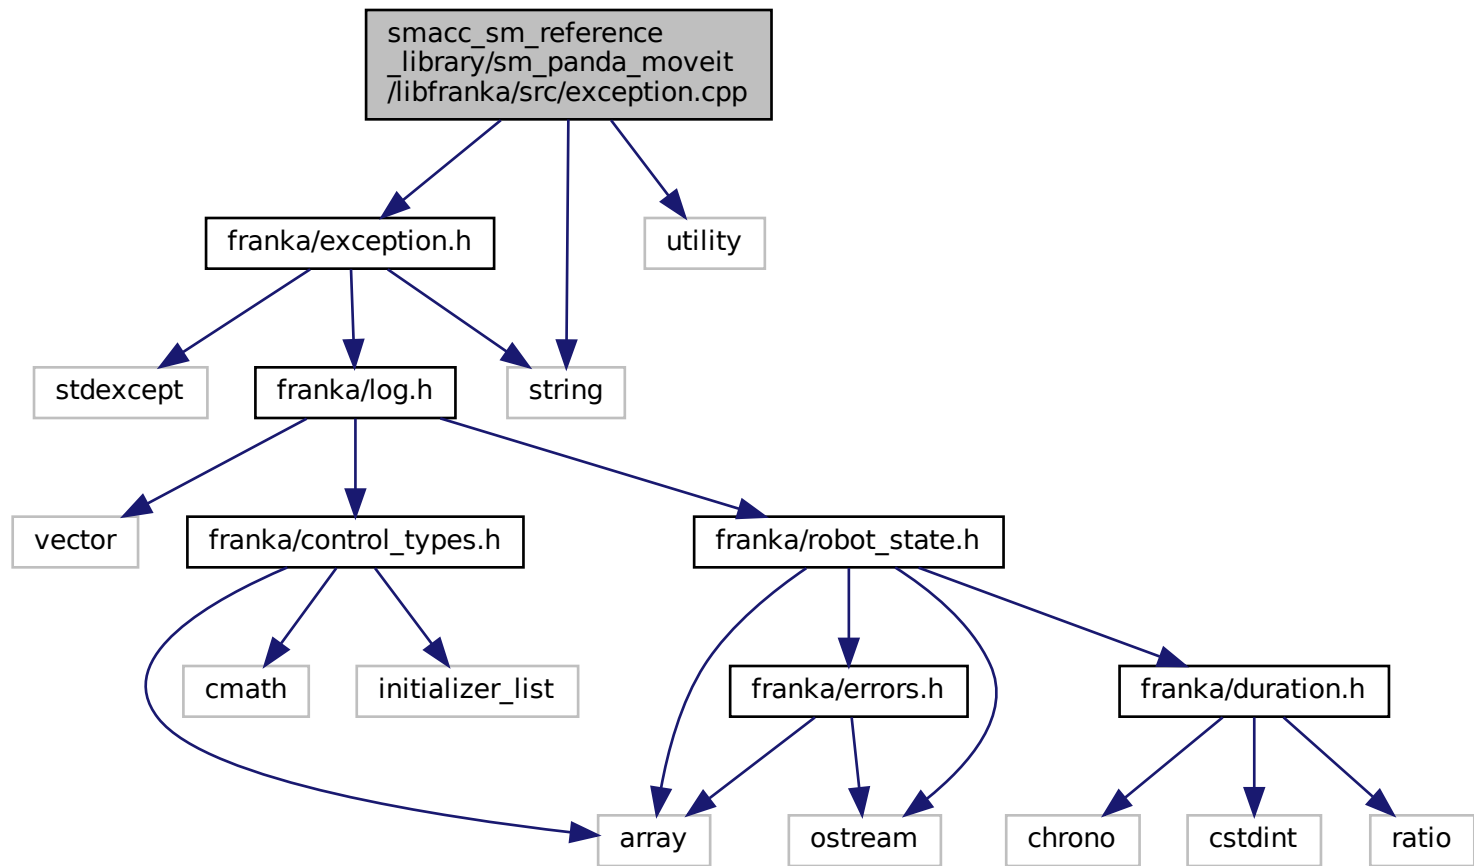 smacc_sm_reference
_library/sm_panda_moveit
/libfranka/src/exception.cpp
franka/exception.h
utility
stdexcept
franka/log.h
string
vector
franka/control_types.h
franka/robot_state.h
cmath
initializer_list
franka/errors.h
franka/duration.h
array
ostream
chrono
cstdint
ratio